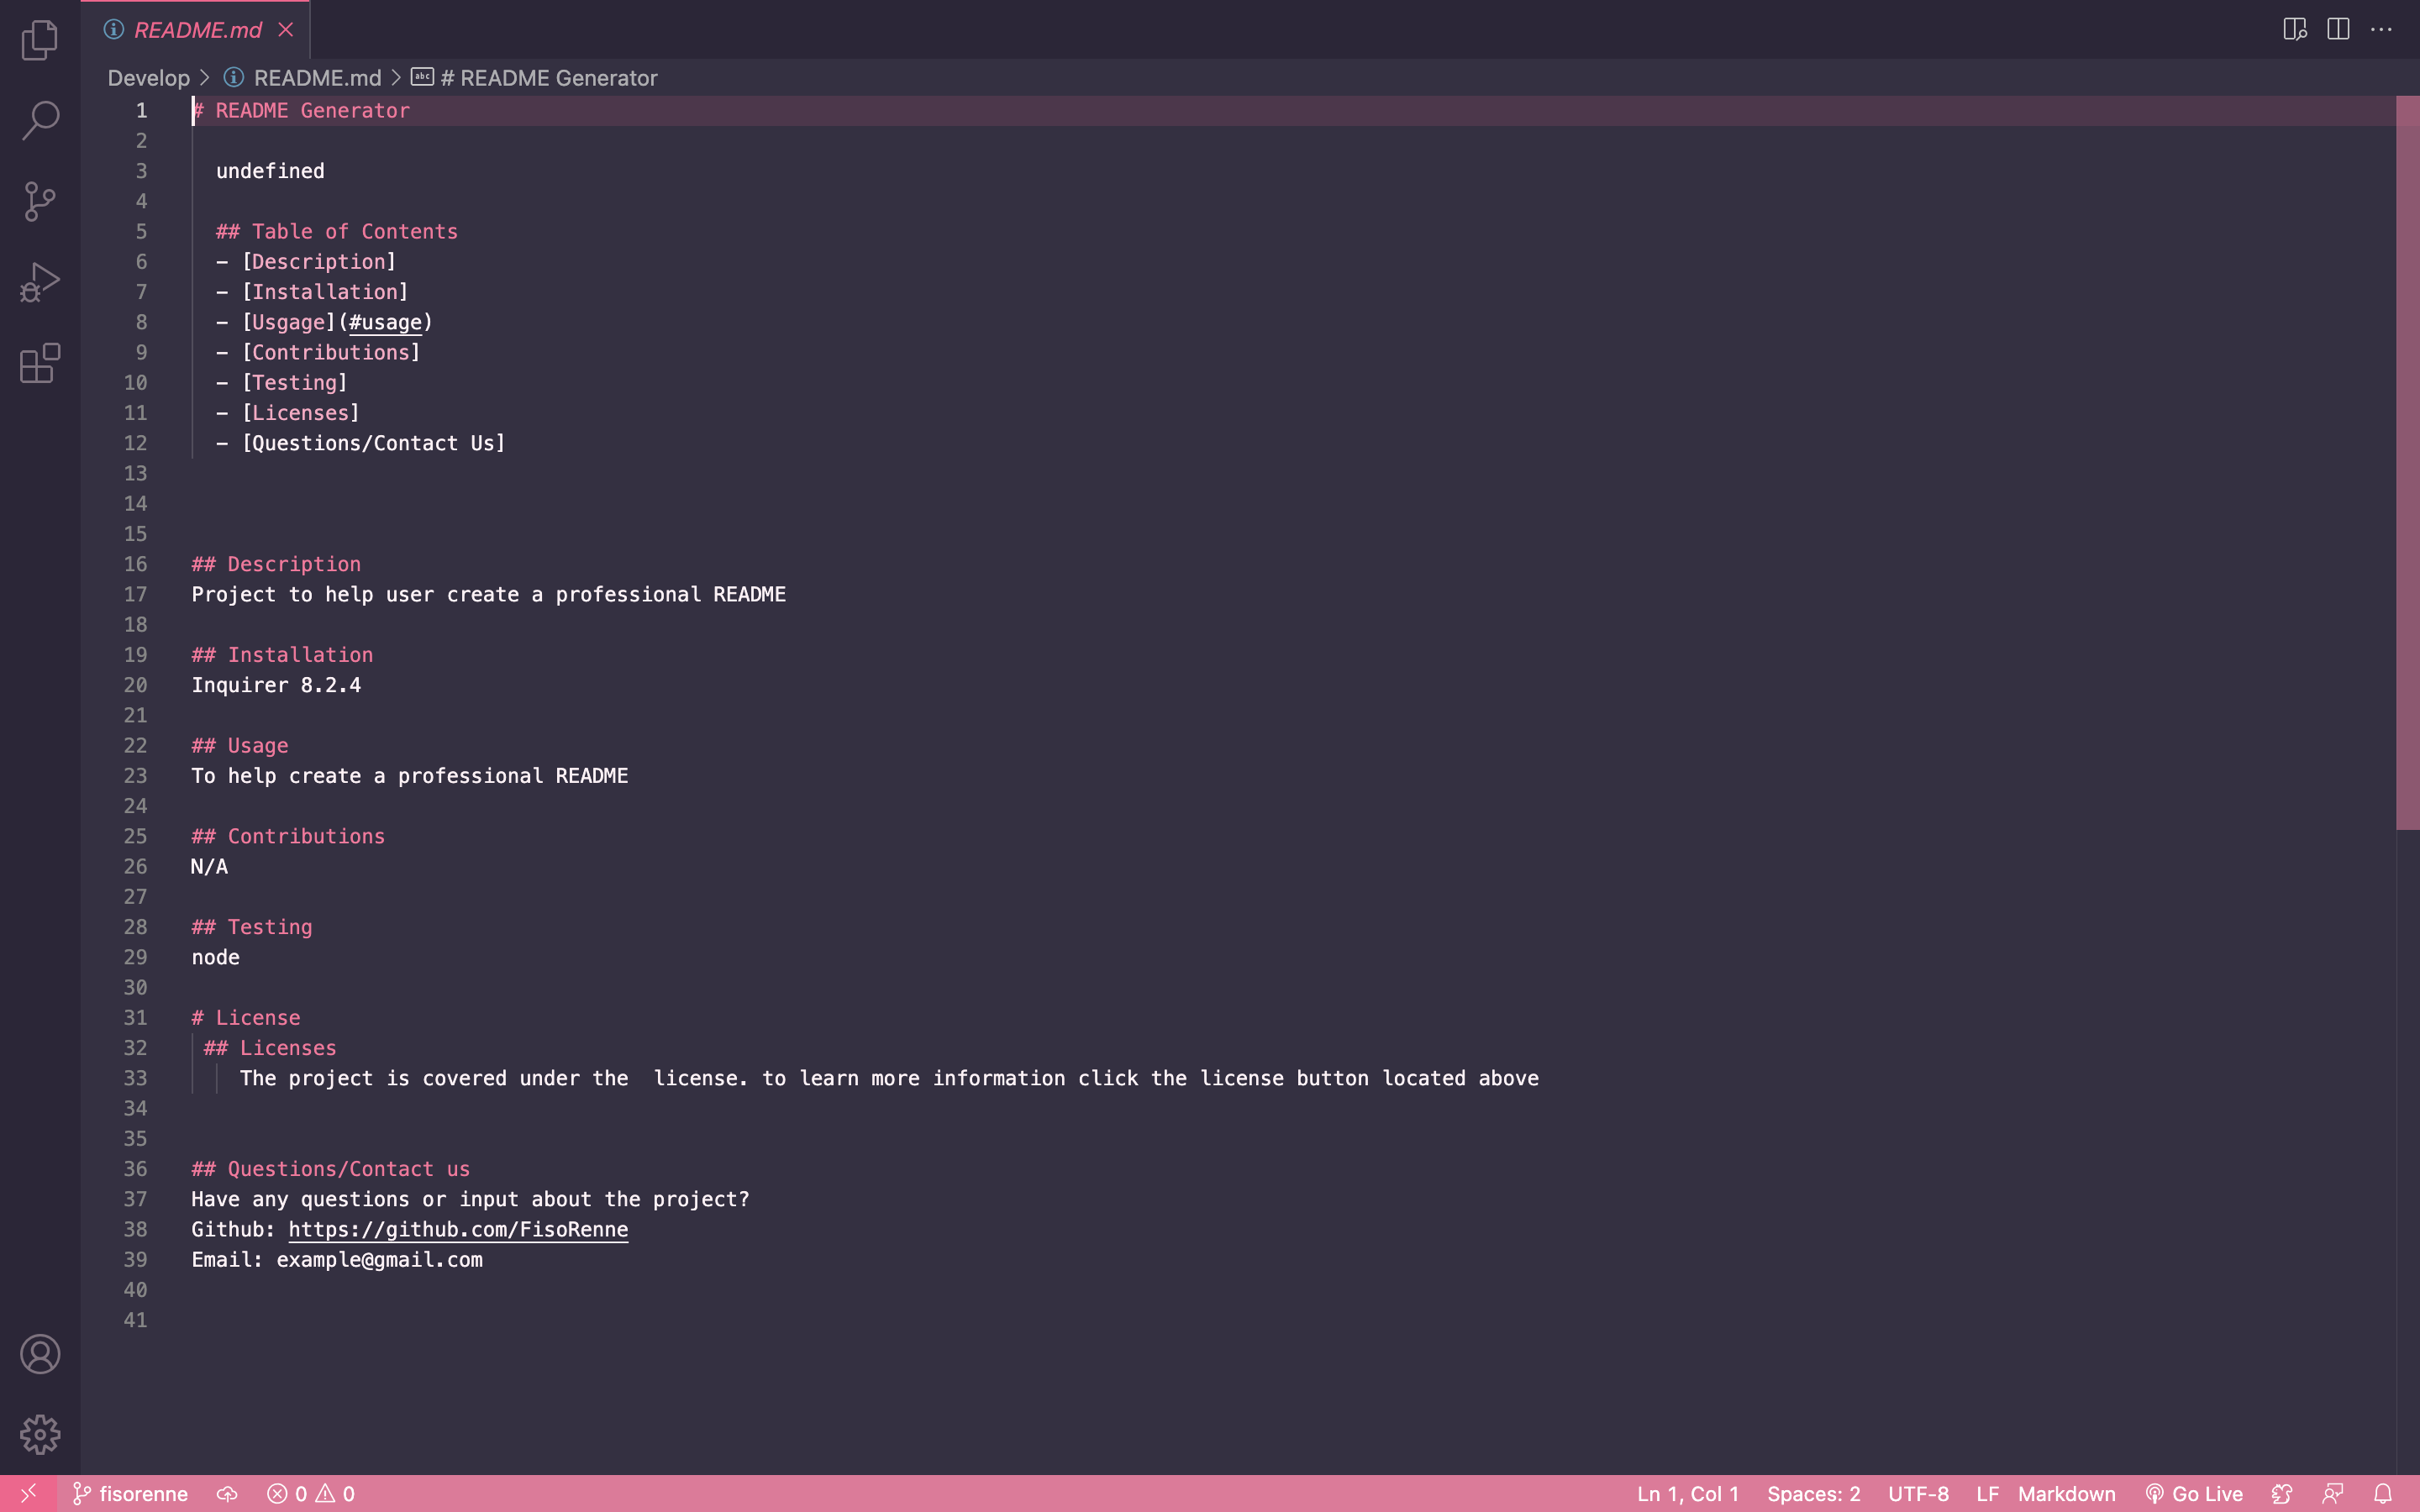 README.md
Develop > README.md > # README Generator
1 # README Generator
2
3 undefined
4
5 ## Table of Contents
6 - [Description]
7 - [Installation]
8 - [Usgage](#usage)
9 - [Contributions]
10 - [Testing]
11 - [Licenses]
12 - [Questions/Contact Us]
13
14
15
16 ## Description
17 Project to help user create a professional README
18
19 ## Installation
20 Inquirer 8.2.4
21
22 ## Usage
23 To help create a professional README
24
25 ## Contributions
26 N/A
27
28 ## Testing
29 node
30
31 # License
32 ## Licenses
33 The project is covered under the  license. to learn more information click the license button located above
34
35
36 ## Questions/Contact us
37 Have any questions or input about the project?
38 Github: https://github.com/FisoRenne
39 Email: example@gmail.com
40
41
fisorenne 0 0 Ln 1, Col 1 Spaces: 2 UTF-8 LF Markdown Go Live